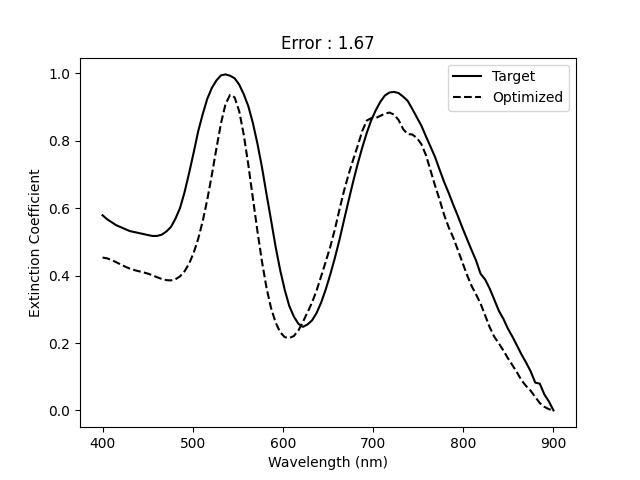 Error : 1.67
Target
Optimized
Extinction Coefficient
1.0
0.8
0.6
0.4
0.2
0.0
400 500 600 700 800 900
Wavelength (nm)